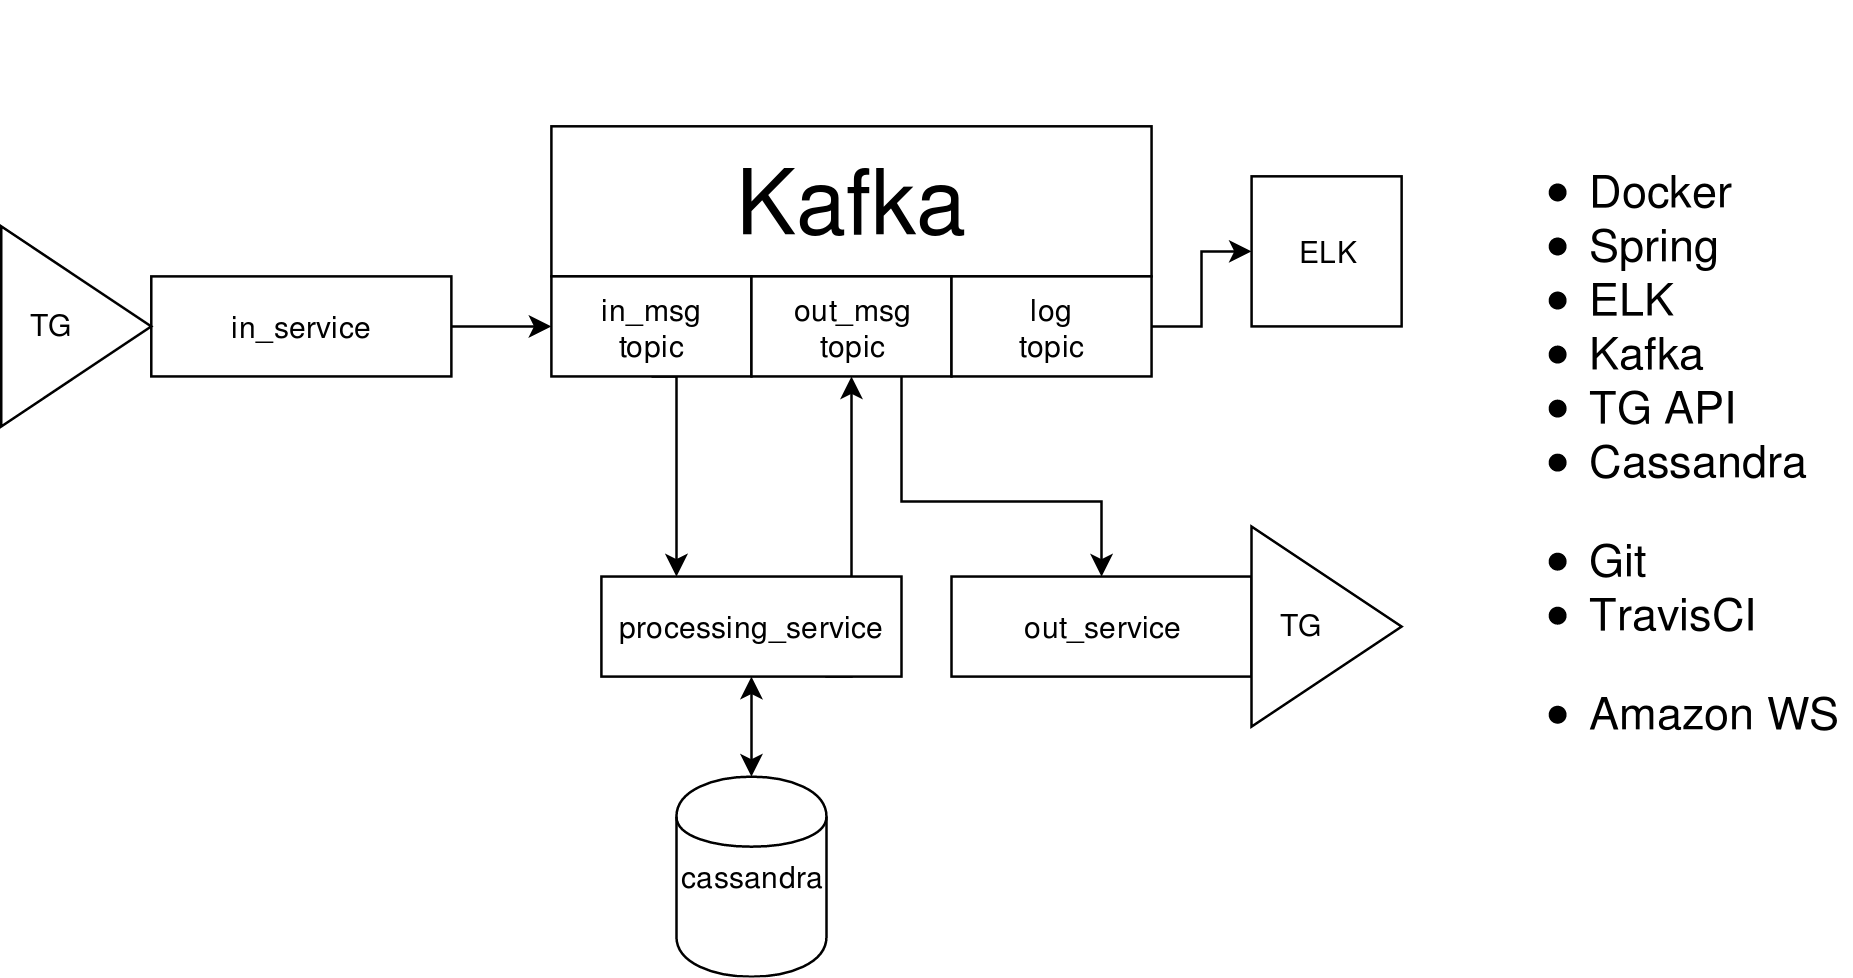 Kafka
TG
in_service
in_msg
topic
out_msg
topic
log
topic
ELK
processing_service
out_service
TG
cassandra
Docker
Spring
ELK
Kafka
TG API
Cassandra
Git
TravisCI
Amazon WS